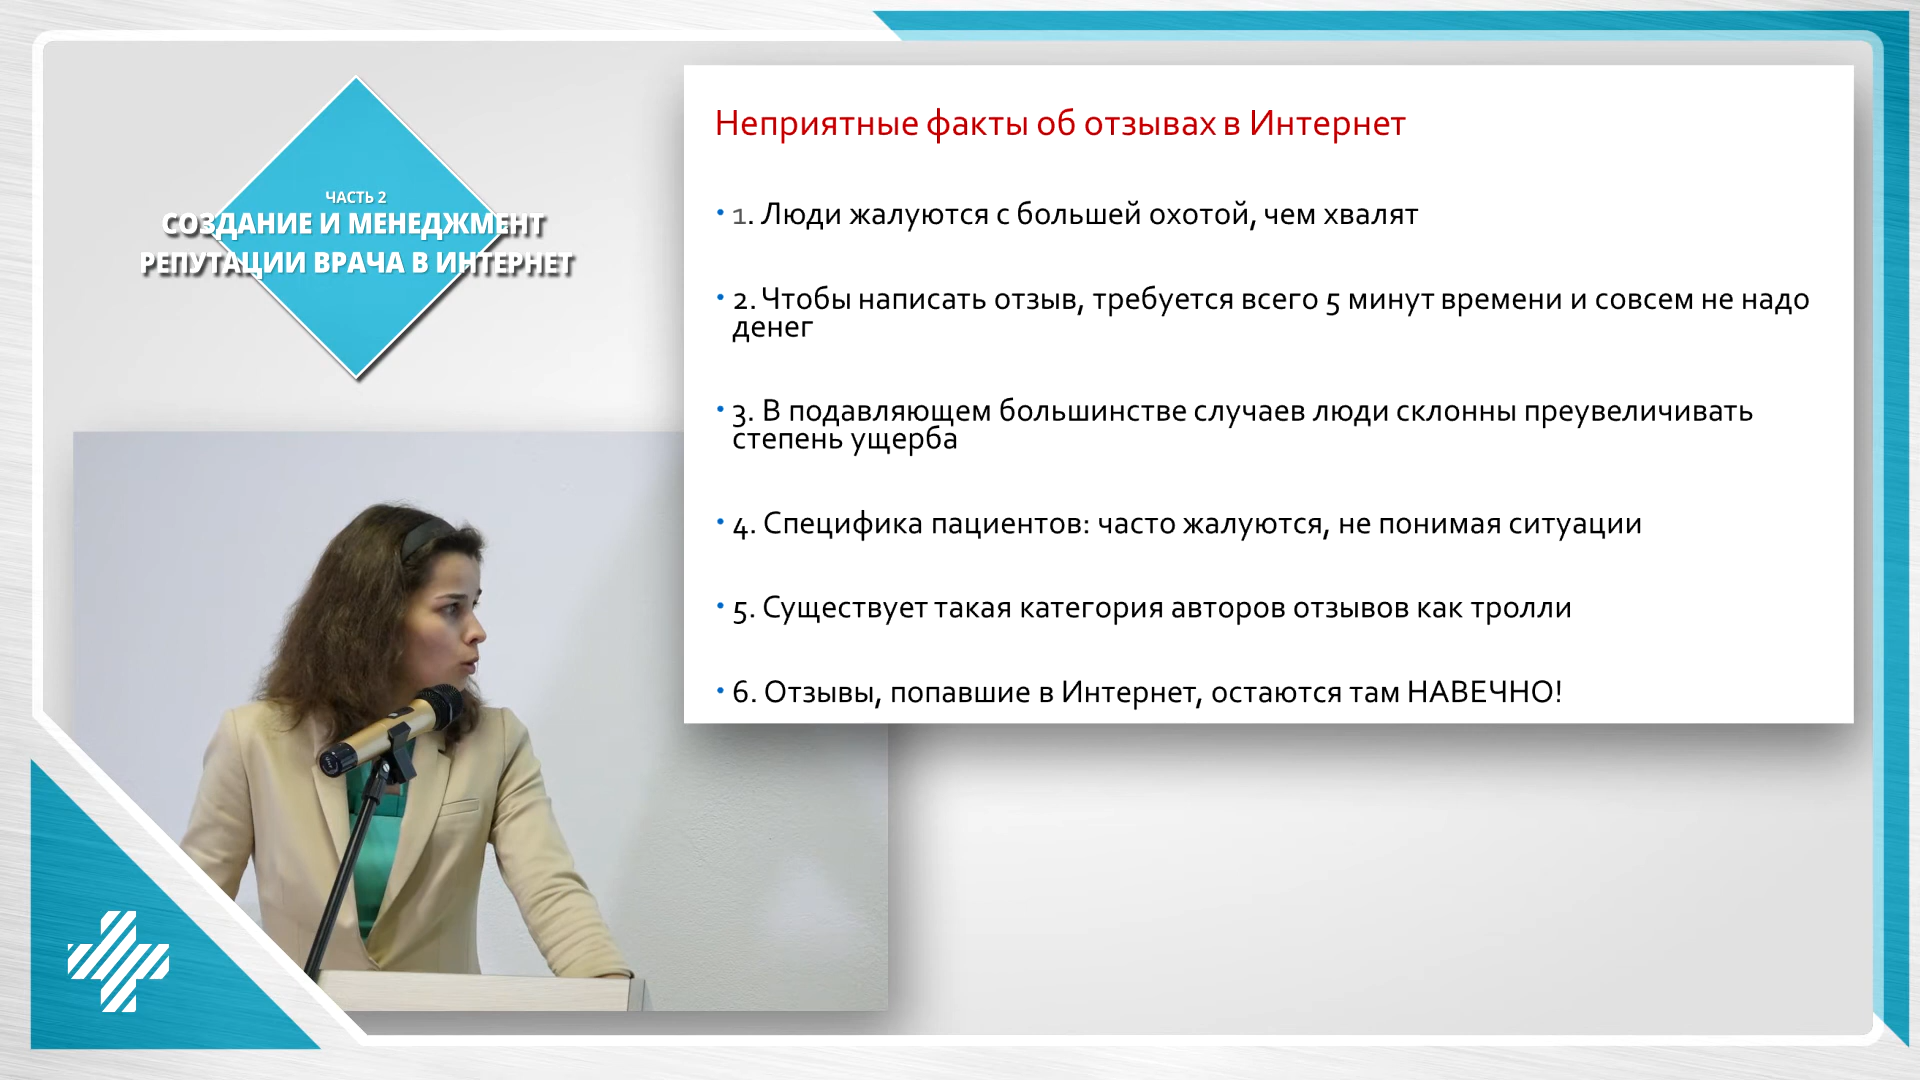 ЧАСТЬ 2
СОЗДАНИЕ И МЕНЕДЖМЕНТ
РЕПУТАЦИИ ВРАЧА В ИНТЕРНЕТ
Неприятные факты об отзывах в Интернет
• 1. Люди жалуются с большей охотой, чем хвалят
• 2. Чтобы написать отзыв, требуется всего 5 минут времени и совсем не надо
денег
• 3. В подавляющем большинстве случаев люди склонны преувеличивать
степень ущерба
• 4. Специфика пациентов: часто жалуются, не понимая ситуации
• 5. Существует такая категория авторов отзывов как тролли
• 6. Отзывы, попавшие в Интернет, остаются там НАВЕЧНО!